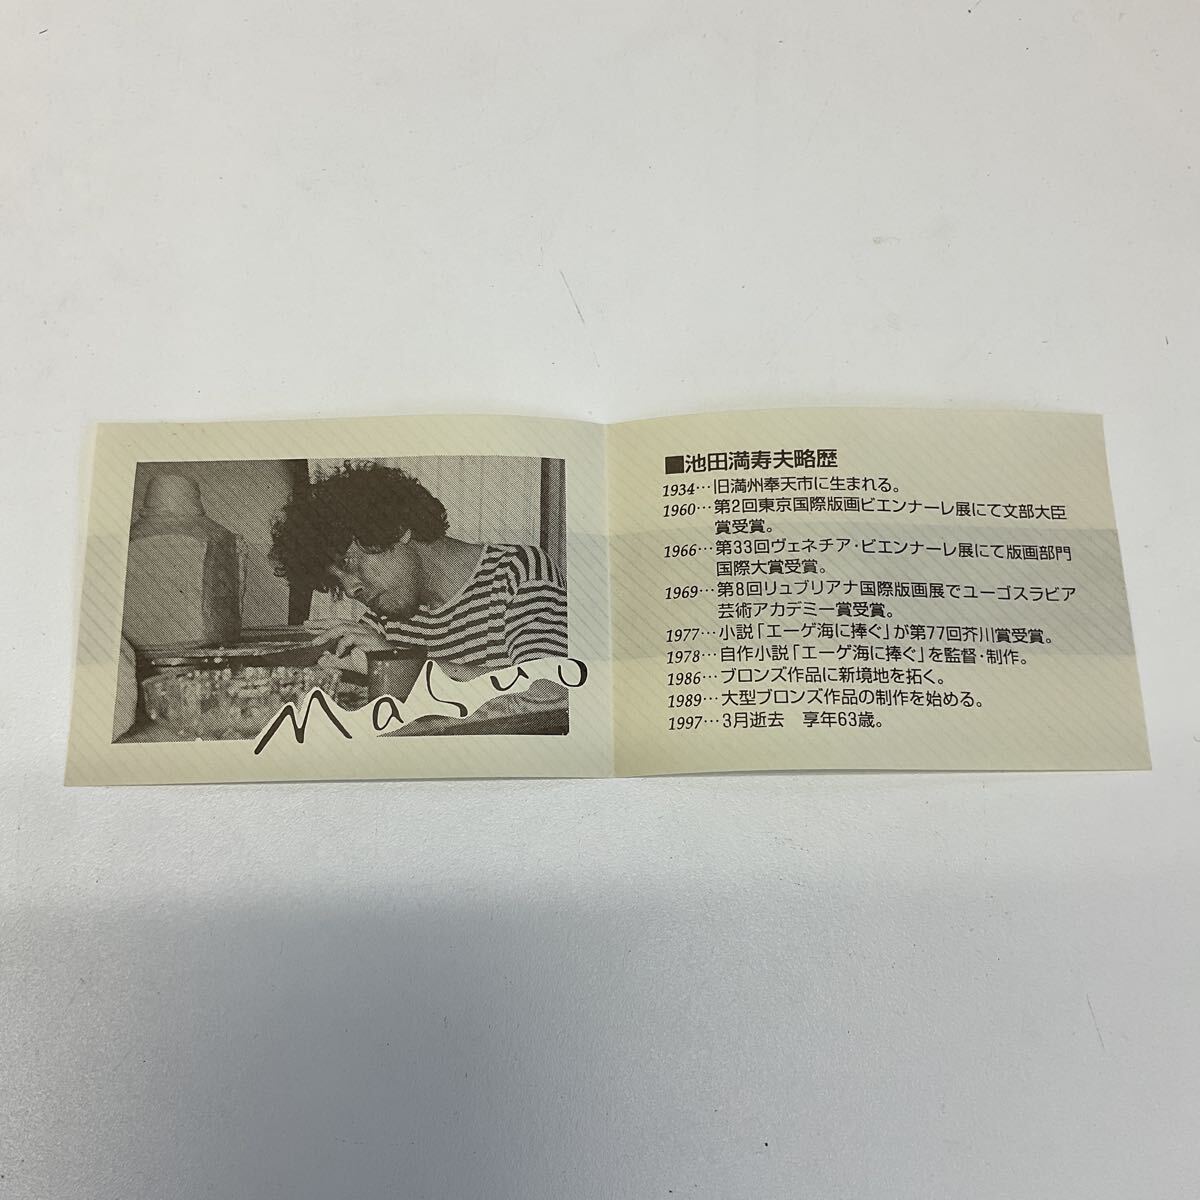 Masuo
■池田満寿夫略歴
1934…旧満州奉天市に生まれる。
1960…第2回東京国際版画ビエンナーレ展にて文部大臣
賞受賞。
1966…第33回ヴェネチア・ビエンナーレ展にて版画部門
国際大賞受賞。
1969…第8回リュブリアナ国際版画展でユーゴスラビア
芸術アカデミー賞受賞。
1977…小説「エーゲ海に捧ぐ」が第77回芥川賞受賞。
1978…自作小説「エーゲ海に捧ぐ」を監督・制作。
1986…ブロンズ作品に新境地を拓く。
1989…大型ブロンズ作品の制作を始める。
1997…3月逝去　享年63歳。